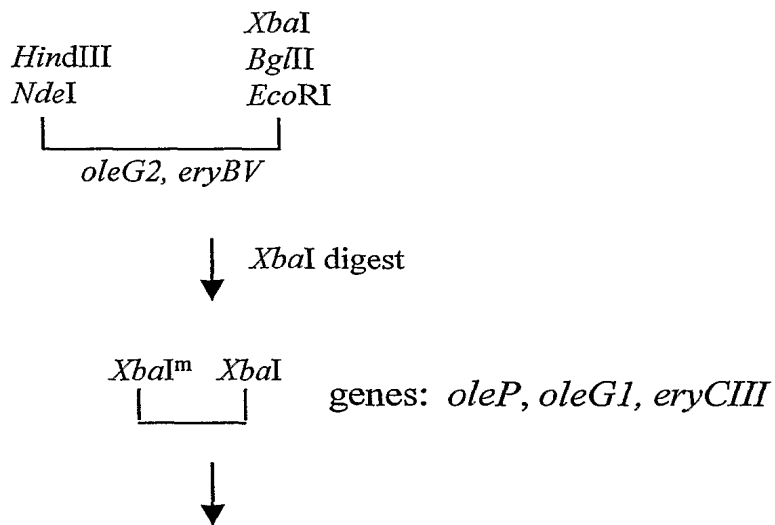 XbaI
HindIII BglII
NdeI EcoRI
oleG2, eryBV
XbaI digest
XbaIᵐ XbaI
genes: oleP, oleG1, eryCIII